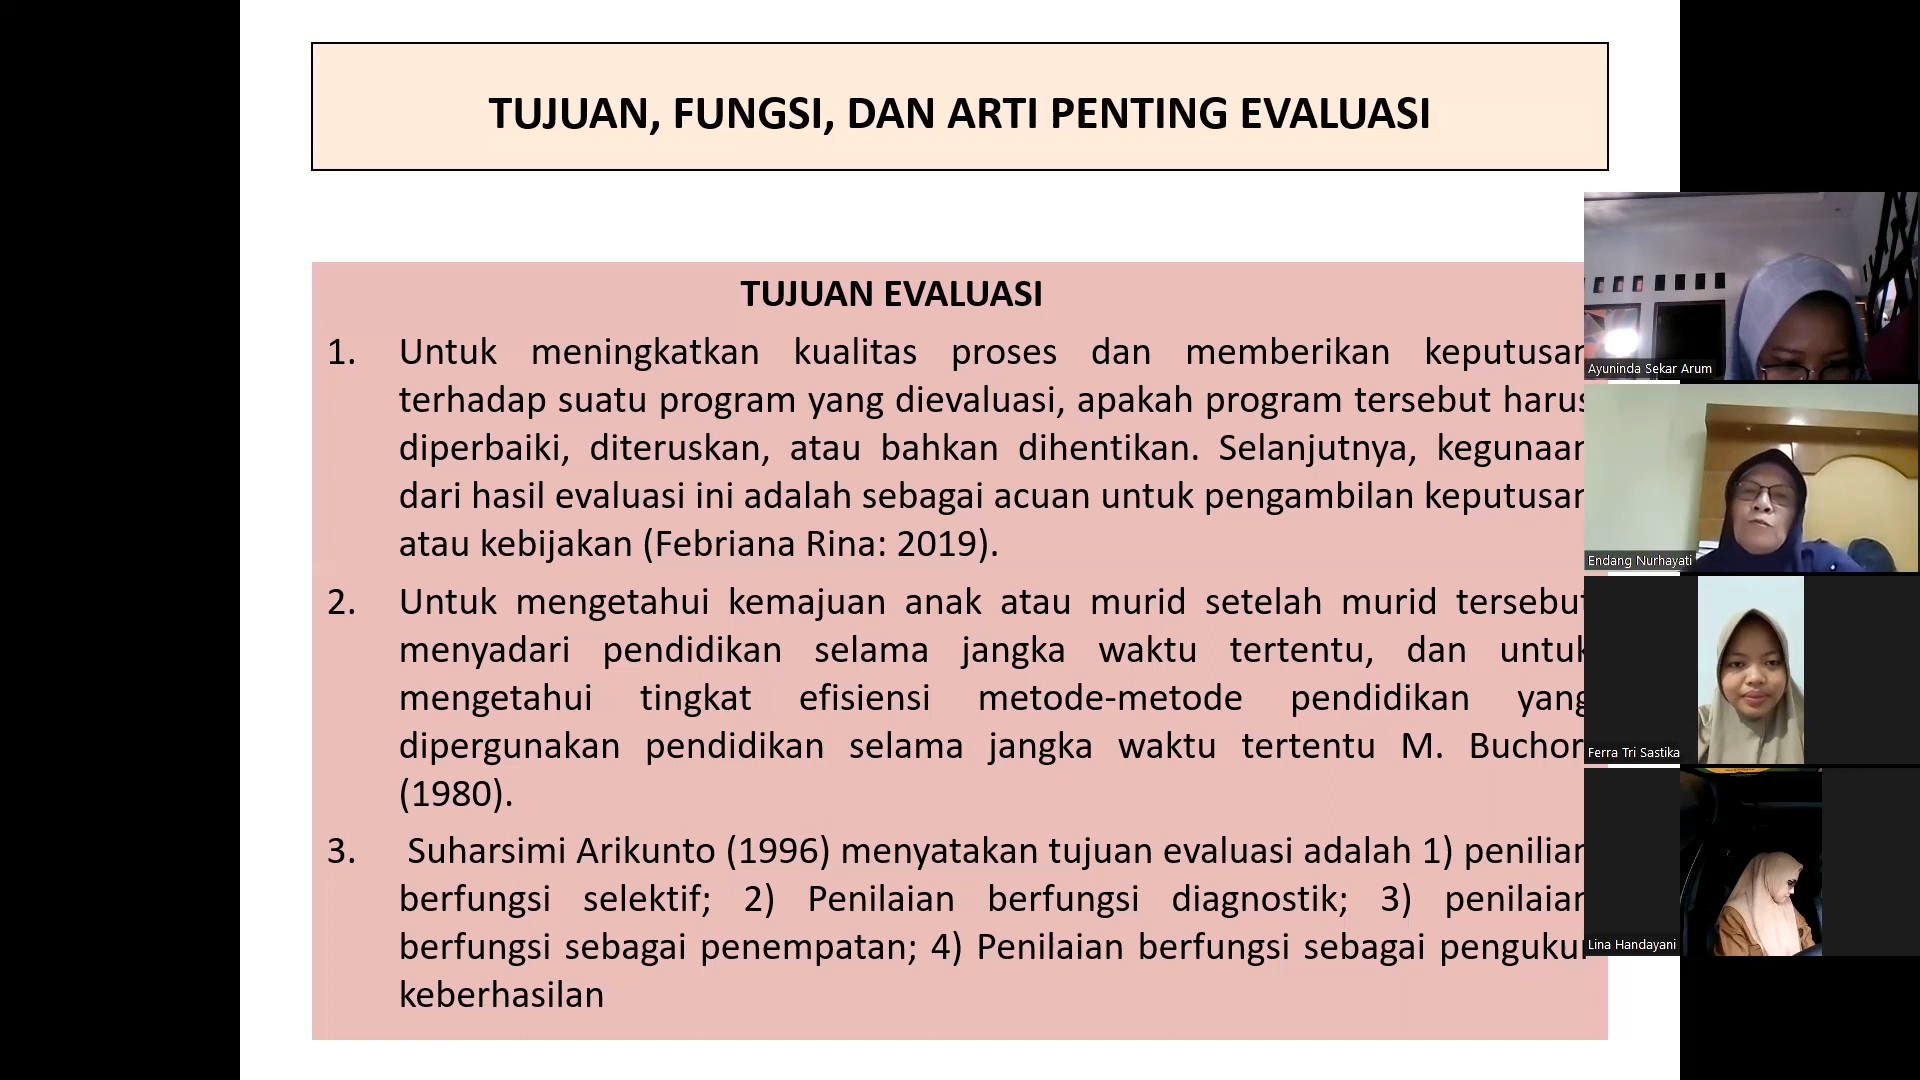 TUJUAN, FUNGSI, DAN ARTI PENTING EVALUASI
TUJUAN EVALUASI
1. Untuk meningkatkan kualitas proses dan memberikan keputusan
terhadap suatu program yang dievaluasi, apakah program tersebut harus
diperbaiki, diteruskan, atau bahkan dihentikan. Selanjutnya, kegunaan
dari hasil evaluasi ini adalah sebagai acuan untuk pengambilan keputusan
atau kebijakan (Febriana Rina: 2019).
2. Untuk mengetahui kemajuan anak atau murid setelah murid tersebut
menyadari pendidikan selama jangka waktu tertentu, dan untuk
mengetahui tingkat efisiensi metode-metode pendidikan yang
dipergunakan pendidikan selama jangka waktu tertentu M. Buchori
(1980).
3. Suharsimi Arikunto (1996) menyatakan tujuan evaluasi adalah 1) penilian
berfungsi selektif; 2) Penilaian berfungsi diagnostik; 3) penilaian
berfungsi sebagai penempatan; 4) Penilaian berfungsi sebagai pengukur
keberhasilan
Ayuninda Sekar Arum
Endang Nurhayati
Ferra Tri Sastika
Lina Handayani